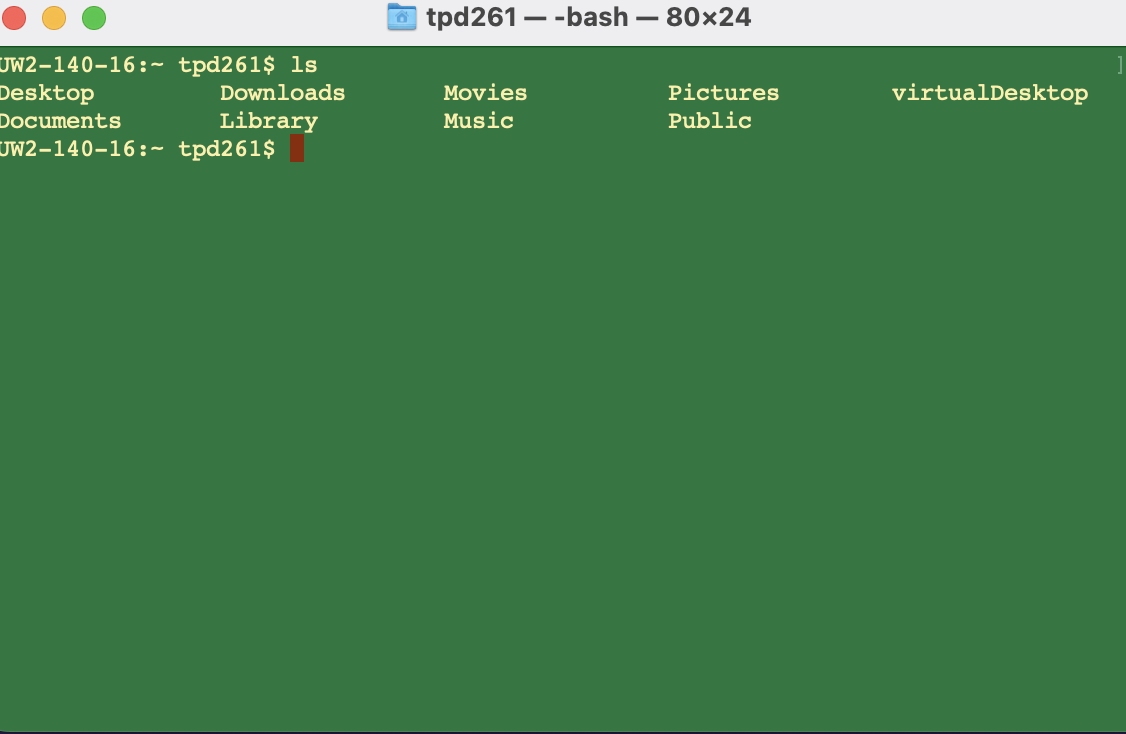 tpd261 — -bash — 80×24
UW2-140-16:~ tpd261$ ls
Desktop Downloads Movies Pictures virtualDesktop
Documents Library Music Public
UW2-140-16:~ tpd261$